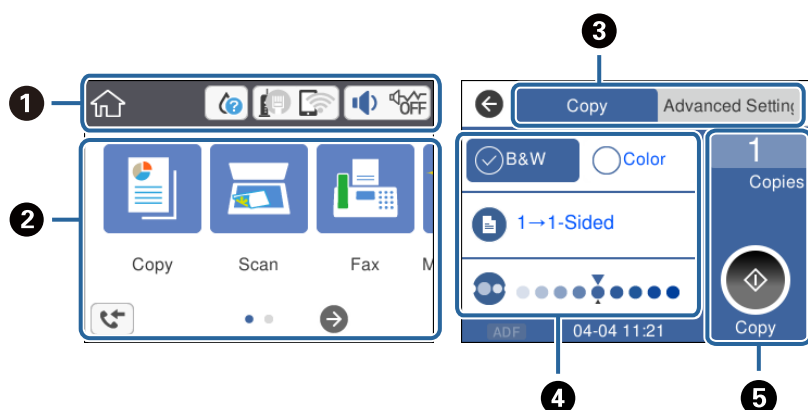 3
1
OFF
Copy
Advanced Setting
2
B&W
Color
1
Copies
1→1-Sided
Copy
Scan
Fax
M
ADF
04-04 11:21
Copy
4
5